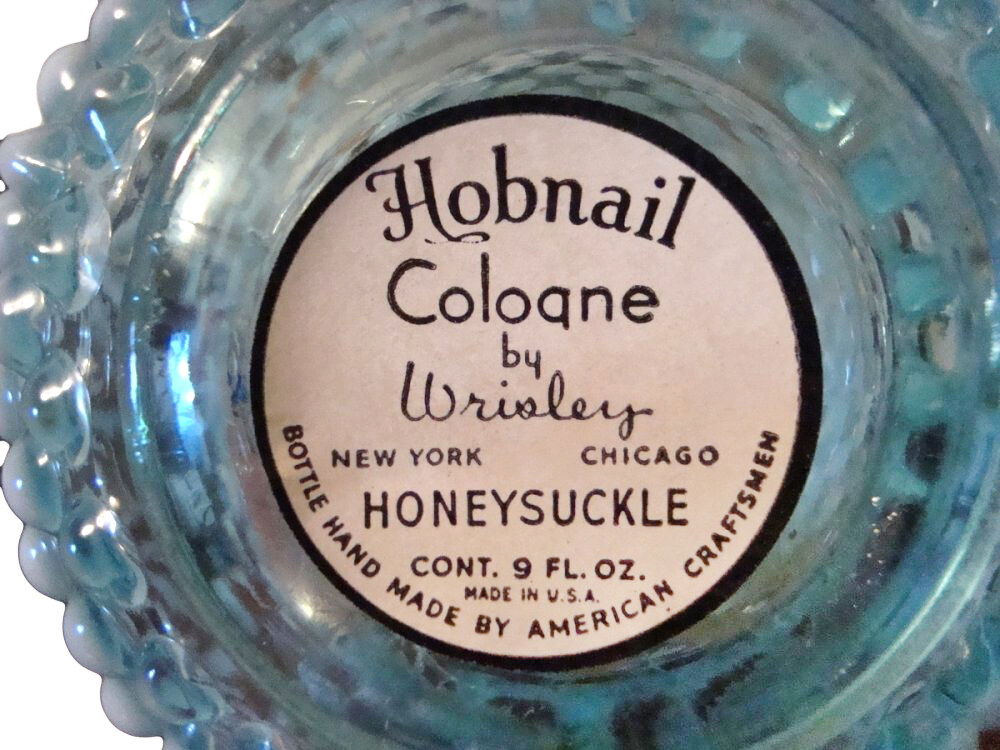 Hobnail
Cologne
by
Wrisley
NEW YORK CHICAGO
HONEYSUCKLE
CONT. 9 FL. OZ.
MADE IN U.S.A.
BOTTLE HAND MADE BY AMERICAN CRAFTSMEN